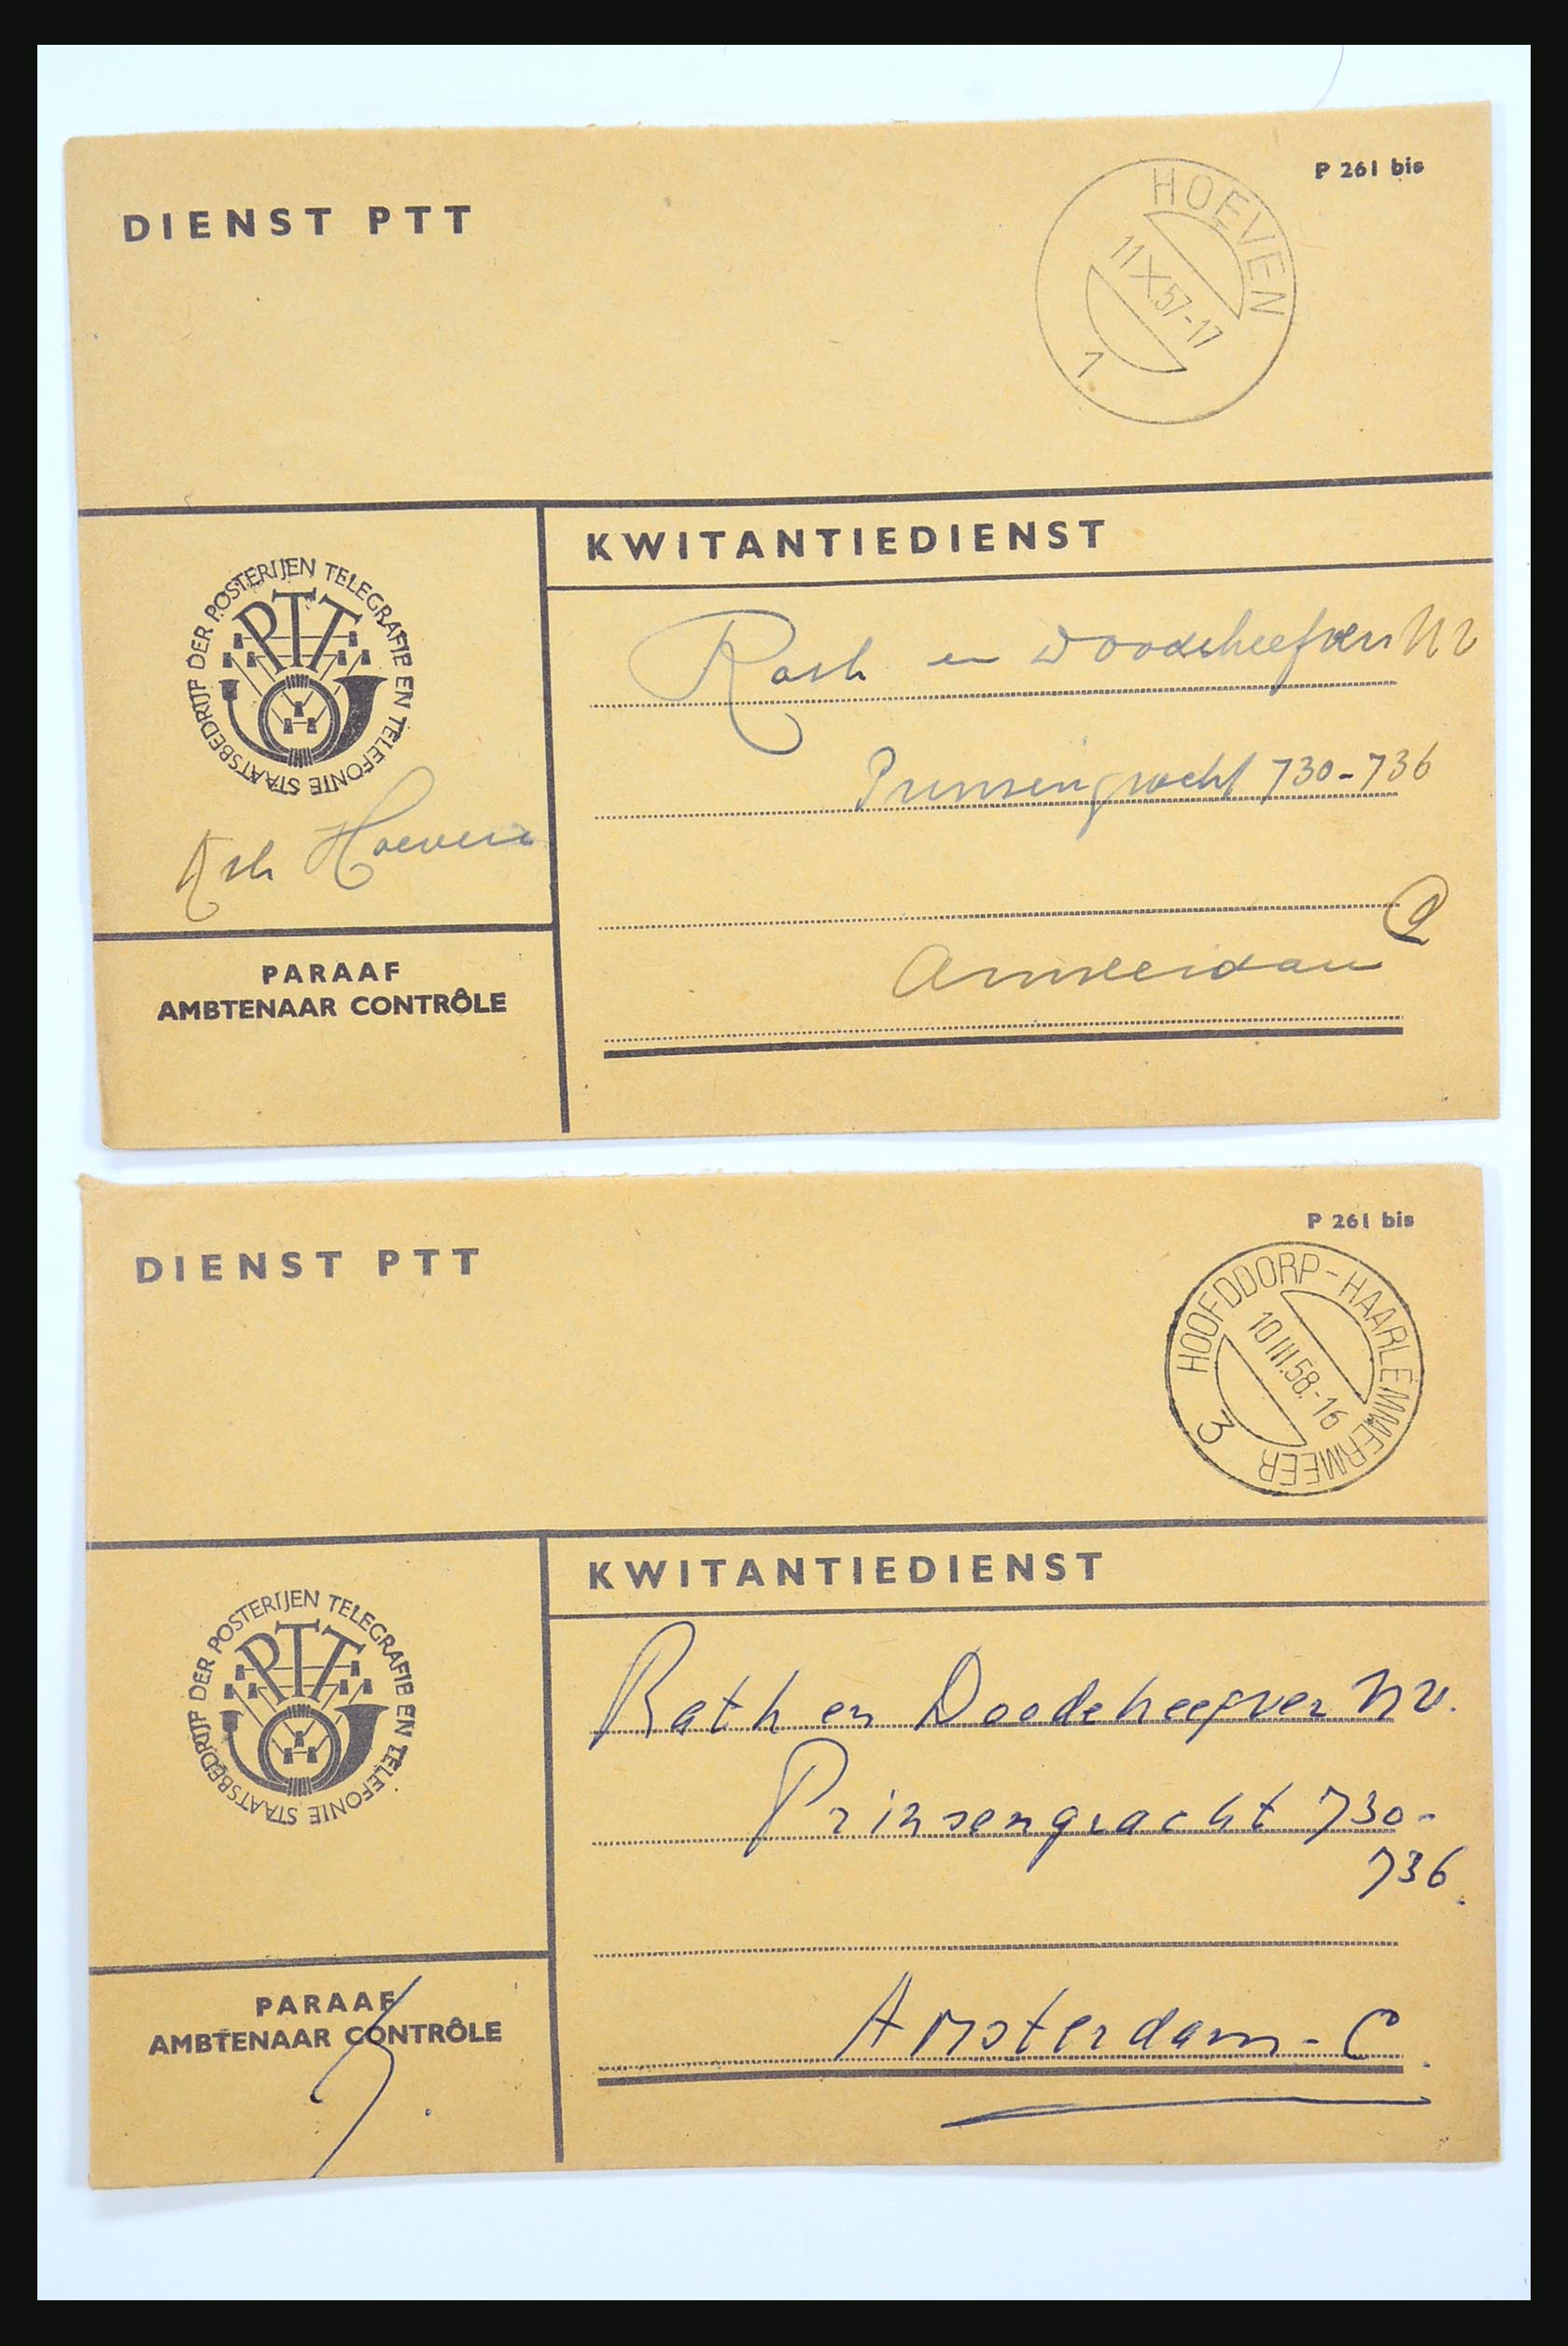 P 261 bis
DIENST PTT
HOEVEN
11 X 57-17
1
KWITANTIEDIENST
STAATSBEDRIJF DER POSTERIJEN TELEGRAFIE EN TELEFONIE
PTT
en NV
Prinsengracht 730-736
Hoeven
Amsterdam
PARAAF
AMBTENAAR CONTRÔLE
P 261 bis
DIENST PTT
HOOFDDORP-HAARLEMMERMEER
10 III.58.-16
3
KWITANTIEDIENST
STAATSBEDRIJF DER POSTERIJEN TELEGRAFIE EN TELEFONIE
PTT
Rath en Doodeheefver NV.
Prinsengracht 730-
736.
Amsterdam-C.
PARAAF
AMBTENAAR CONTRÔLE